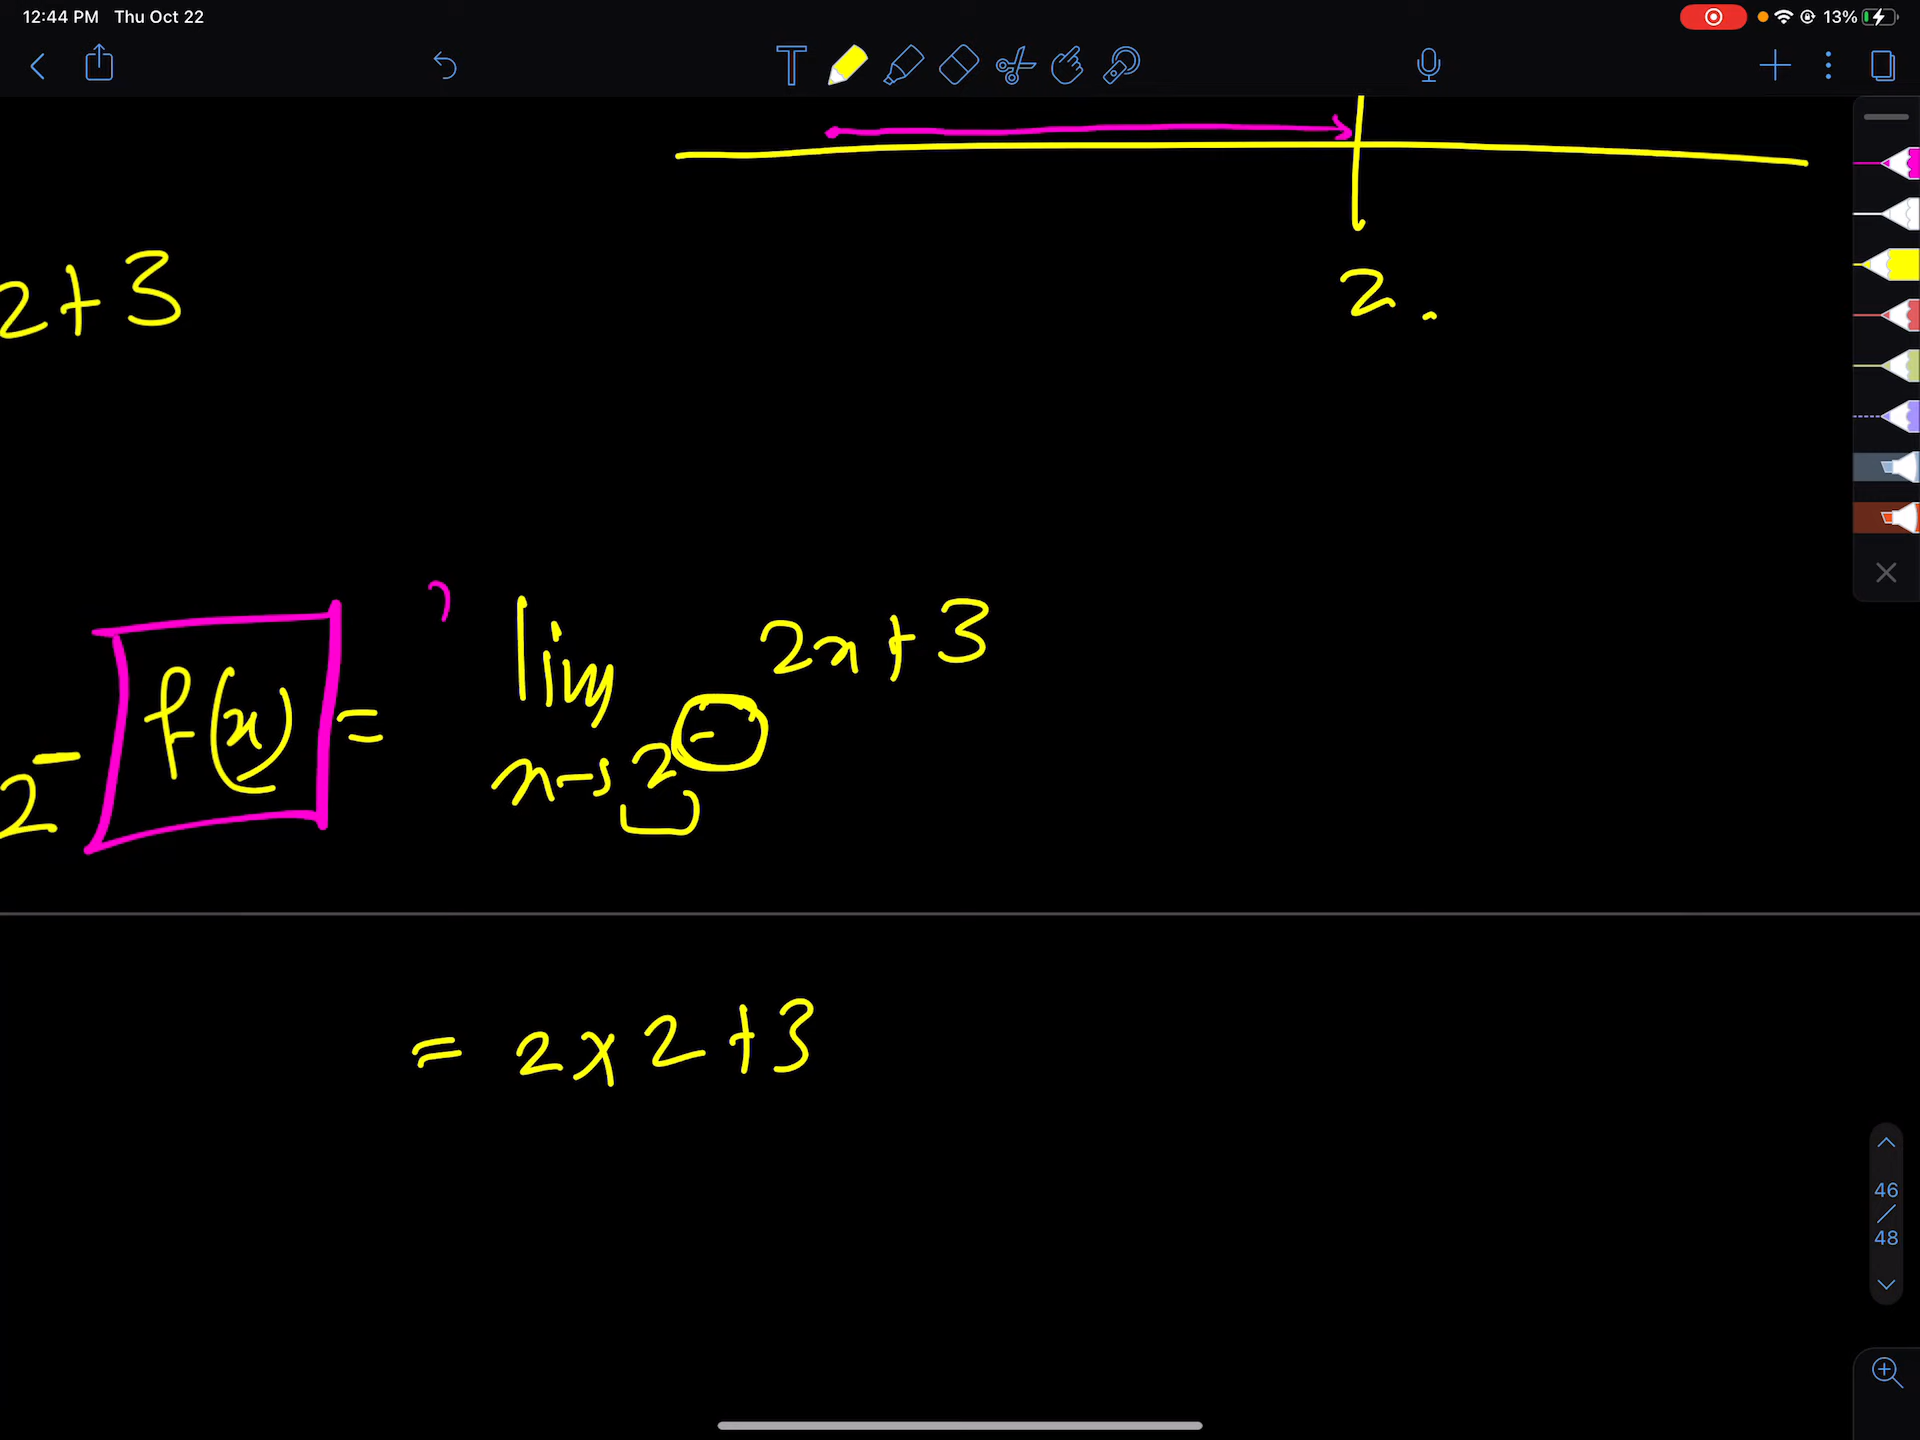 12:44 PM Thu Oct 22
13%
T
2+3
2.
2⁻ f(x) = lim x→2⁻ 2x+3
= 2x2+3
46
/
48